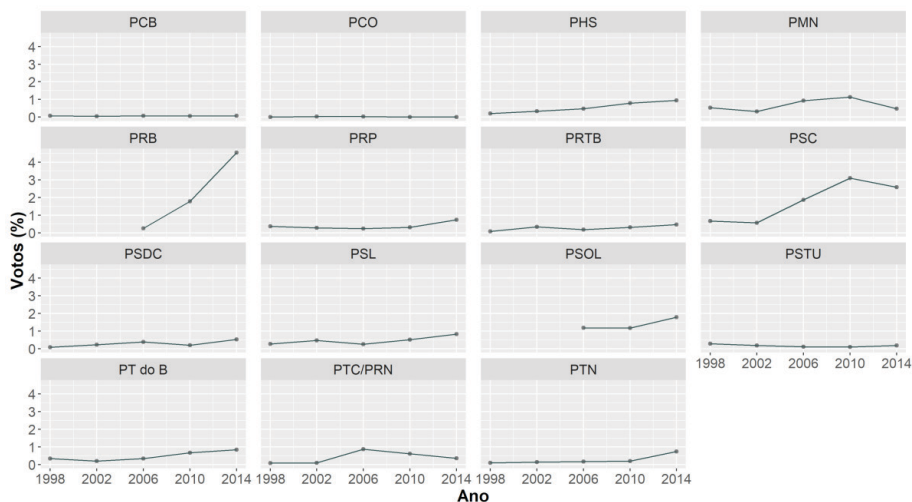 PCB PCO PHS PMN
4
3
2
1
0
PRB PRP PRTB PSC
4
3
2
1
0
PSDC PSL PSOL PSTU
4
3
2
1
0
1998 2002 2006 2010 2014
PT do B PTC/PRN PTN
4
3
2
1
0
1998 2002 2006 2010 2014 1998 2002 2006 2010 2014 1998 2002 2006 2010 2014
Ano
Votos (%)